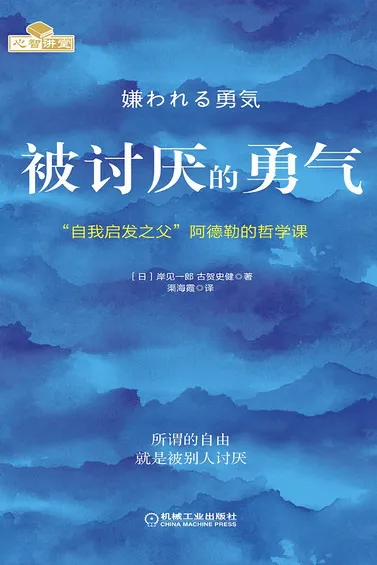 心智讲堂
嫌われる勇気
被讨厌的勇气
“自我启发之父”阿德勒的哲学课
[日]岸见一郎 古贺史健◎著
渠海霞◎译
所谓的自由
就是被别人讨厌
机械工业出版社
CHINA MACHINE PRESS